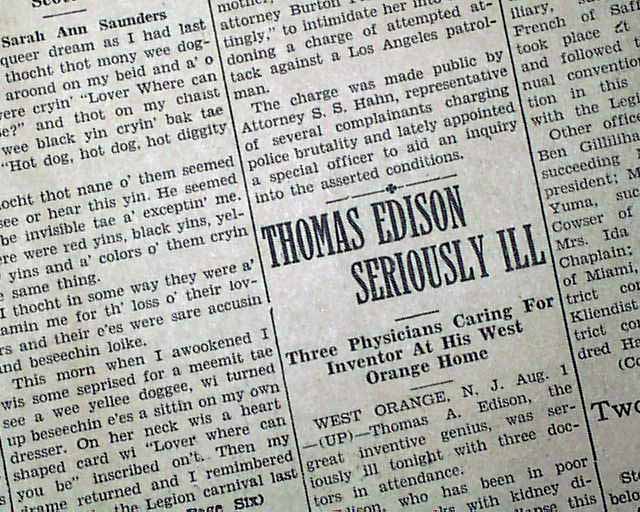 Sarah Ann Saunders
queer dream as I had last
thocht thot mony wee dog-
aroond on my beid and a' o
were cryin' "Lover Where can
be?" and thot on my chaist
wee black yin cryin' bak tae
"Hot dog, hot dog, hot diggity
thocht thot nane o' them seemed
see or hear this yin. He seemed
be invisible tae a' exceptin' me.
were red yins, black yins, yel-
yins and a' colors o' them cryin
same thing.
I thocht in some way they were a'
blamin me for th' loss o' their lov-
and their e'es were sare accusin
and beseechin loike.
This morn when I awookened I
wis some seprised for a meemit tae
see a wee yellee doggee, wi turned
up beseechin e'es a sittin on my own
dresser. On her neck wis a heart
shaped card wi "Lover where can
you be" inscribed on't. Then my
drame returned and I remimbered
the Legion carnival last
Page Six)
attorney Burton
tingly," to intimidate her into
doning a charge of attempted at-
tack against a Los Angeles patrol-
man.
The charge was made public by
Attorney S. S. Hahn, representative
of several complainants charging
police brutality and lately appointed
a special officer to aid an inquiry
into the asserted conditions.
THOMAS EDISON
SERIOUSLY ILL
Three Physicians Caring For
Inventor At His West
Orange Home
WEST ORANGE, N. J. Aug. 1
—(UP)—Thomas A. Edison, the
great inventive genius, was ser-
iously ill tonight with three doc-
tors in attendance.
Edison, who has been in poor
with kidney di-
this
iliary,
French of
took place at
and followed
nual convention
tion in this
with the
Other
Ben
succeeding
president;
Yuma,
Cowser of
Mrs. Ida
Chaplain;
of Miami
trict
trict
dred